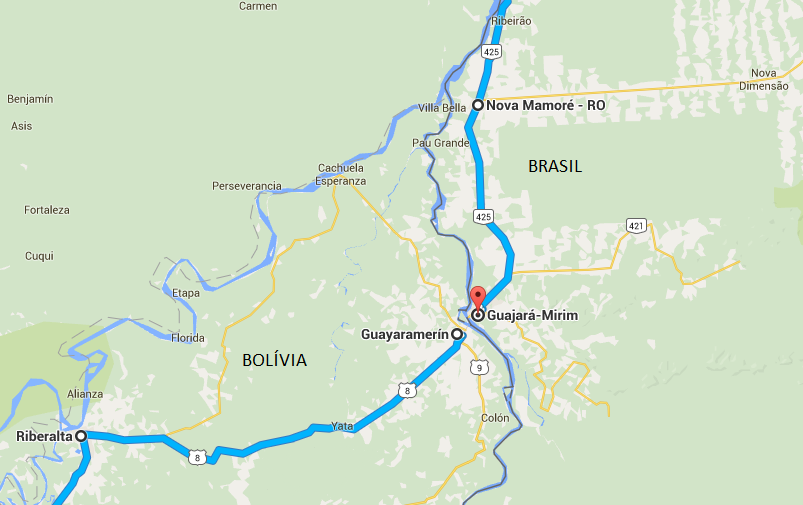 Carmen
Ribeirão
425
Nova
Dimensão
Benjamín
Villa Bella
Nova Mamoré - RO
Asis
Pau Grande
BRASIL
Cachuela
Esperanza
Perseverancia
Fortaleza
425
421
Cuqui
Etapa
Guajará-Mirim
Guayaramerín
Florida
BOLÍVIA
9
8
Alianza
Colón
Yata
Riberalta
8